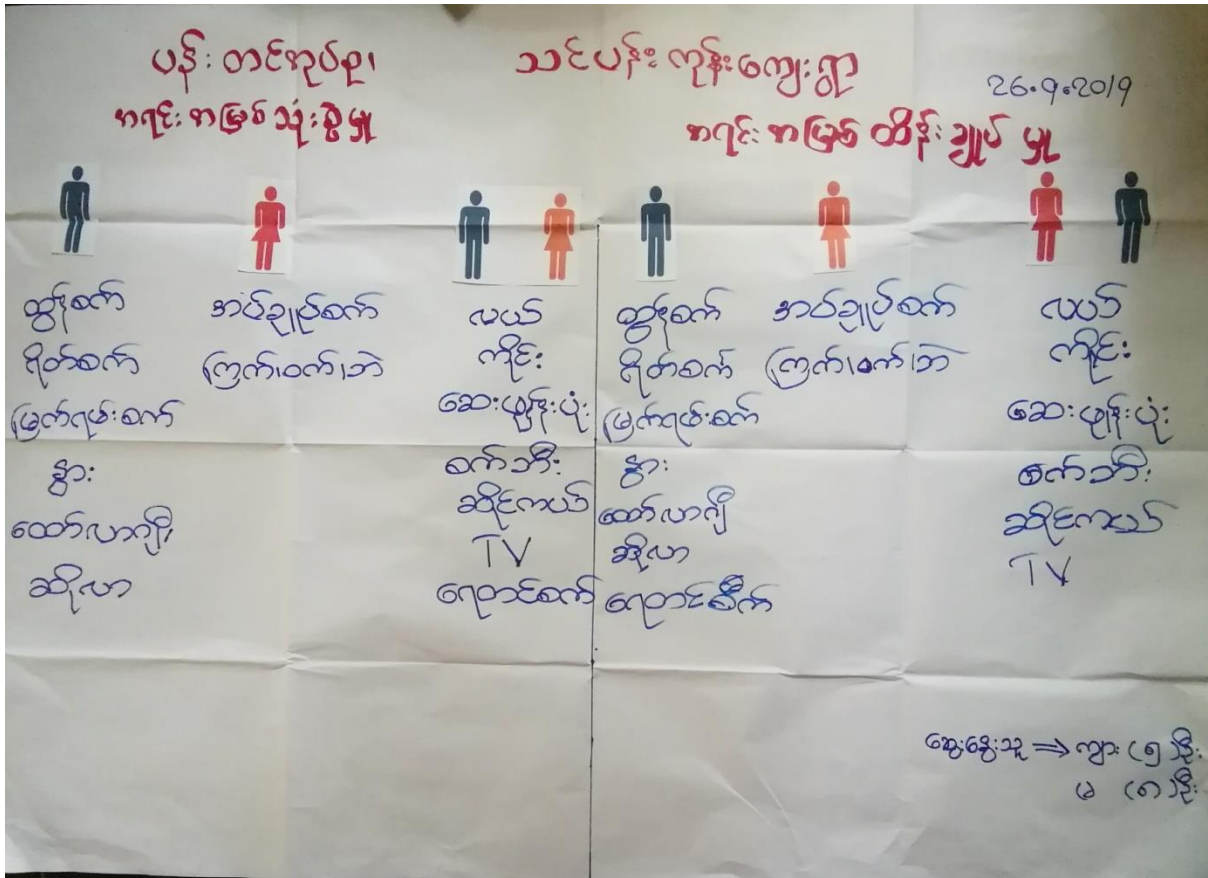 ပန်းတင်အုပ်စု၊ သင်ပန်းကုန်းကျေးရွာ
26.9.2019
အရင်းအမြစ်သုံးစွဲမှု
အရင်းအမြစ် ထိန်းချုပ်မှု
ထွန်စက်
ရိတ်စက်
မြက်ရမ်းစက်
နွား
ထော်လာဂျီ
ဆိုလာ
အပ်ချုပ်စက်
ကြက်၊ဝက်၊ဘဲ
လယ်
ကိုင်း
ဆေးဖျန်းပုံး
စက်ဘီး
ဆိုင်ကယ်
TV
ရေတင်စက်
ထွန်စက်
ရိတ်စက်
မြက်ရမ်းစက်
နွား
ထော်လာဂျီ
ဆိုလာ
ရေတင်စက်
အပ်ချုပ်စက်
ကြက်၊ဝက်၊ဘဲ
လယ်
ကိုင်း
ဆေးဖျန်းပုံး
စက်ဘီး
ဆိုင်ကယ်
TV
ဆွေးနွေးသူ ⇒ ကျား (၅)ဦး
မ (၈)ဦး